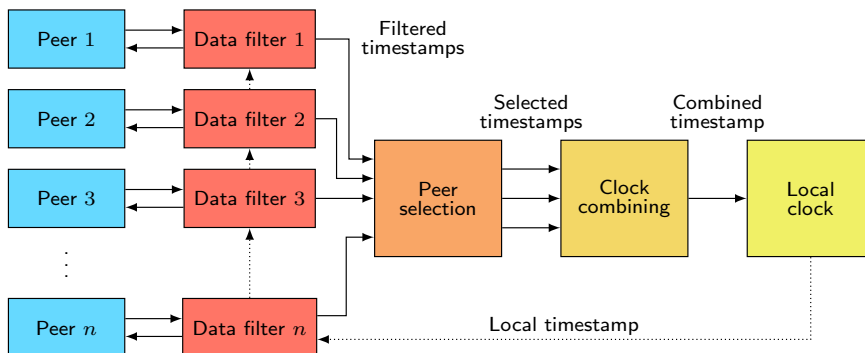 Peer 1
Data filter 1
Filtered
timestamps
Peer 2
Data filter 2
Selected
timestamps
Combined
timestamp
Peer 3
Data filter 3
Peer
selection
Clock
combining
Local
clock
Peer n
Data filter n
Local timestamp